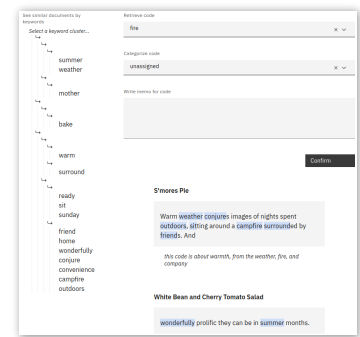 See similar documents by
keywords
Select a keyword cluster...
summer
weather
mother
bake
warm
surround
ready
sit
sunday
friend
home
wonderfully
conjure
convenience
campfire
outdoors
Retrieve code
fire
Categorize code
unassigned
Write memos for code
Confirm
S'mores Pie
Warm weather conjures images of nights spent
outdoors, sitting around a campfire surrounded by
friends. And
this code is about warmth, from the weather, fire, and
company
White Bean and Cherry Tomato Salad
wonderfully prolific they can be in summer months.